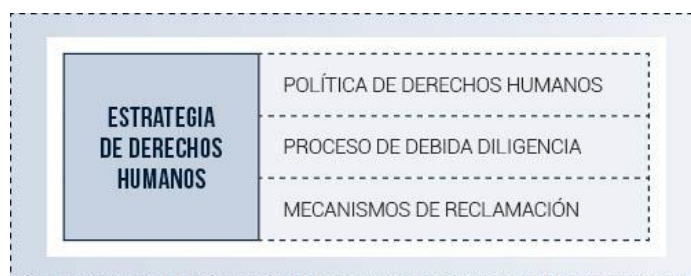 ESTRATEGIA
DE DERECHOS
HUMANOS
POLÍTICA DE DERECHOS HUMANOS
PROCESO DE DEBIDA DILIGENCIA
MECANISMOS DE RECLAMACIÓN